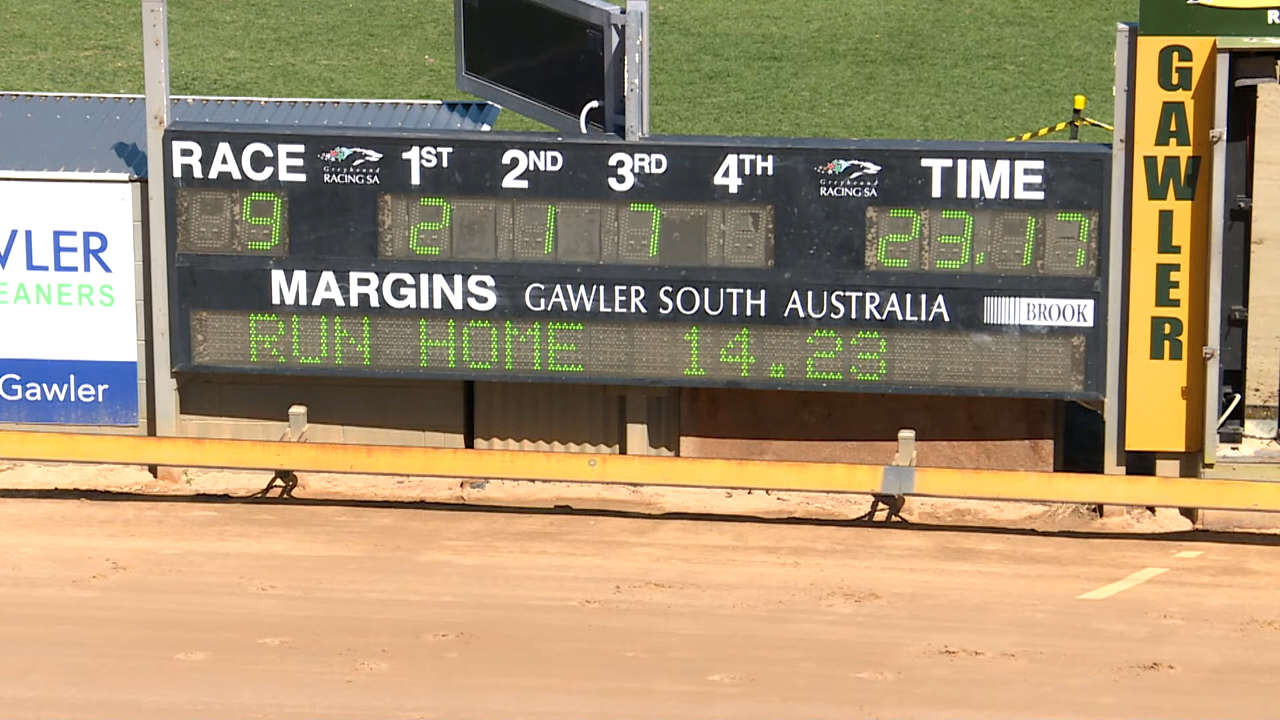 RACE Greyhound RACING SA 1ST 2ND 3RD 4TH Greyhound RACING SA TIME
9 2 1 7 23.17
MARGINS GAWLER SOUTH AUSTRALIA BROOK
RUN HOME 14.23
VLER
EANERS
Gawler
GAWLER
R